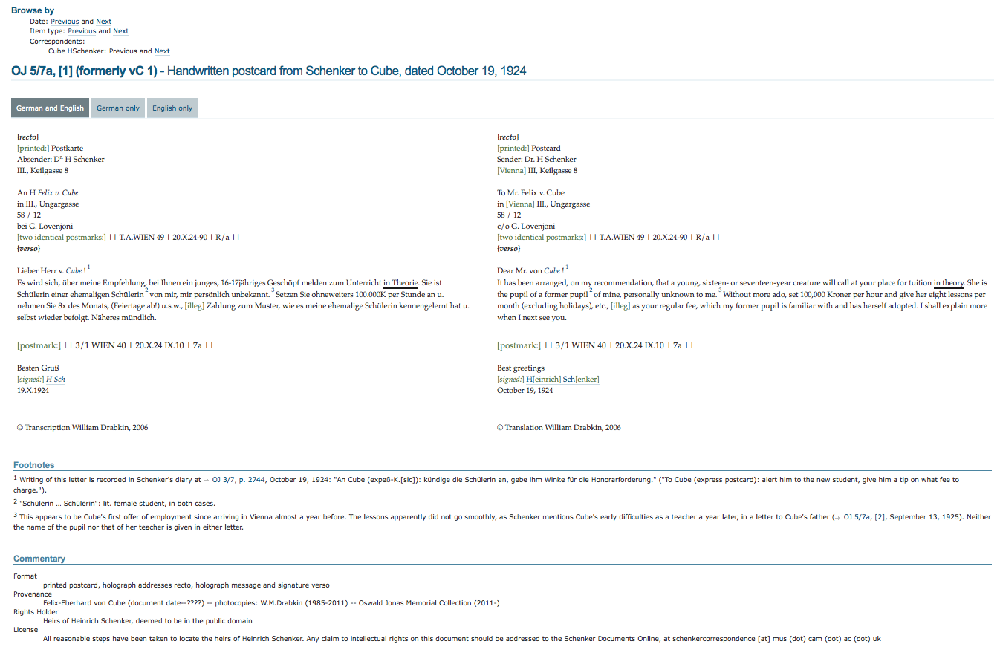 Browse by
Date: Previous and Next
Item type: Previous and Next
Correspondents:
Cube HSchenker: Previous and Next
OJ 5/7a, [1] (formerly vC 1) - Handwritten postcard from Schenker to Cube, dated October 19, 1924
German and English
German only
English only
{recto}
[printed:] Postkarte
Absender: Dr. H Schenker
III., Keilgasse 8
An H Felix v. Cube
in III., Ungargasse
58 / 12
bei G. Lovenjoni
[two identical postmarks:] | | T.A.WIEN 49 | 20.X.24-90 | R/a | |
{verso}
Lieber Herr v. Cube ! 1
Es wird sich, über meine Empfehlung, bei Ihnen ein junges, 16-17jähriges Geschöpf melden zum Unterricht in Theorie. Sie ist
Schülerin einer ehemaligen Schülerin 2 von mir, mir persönlich unbekannt. 3 Setzen Sie ohneweiters 100.000K per Stunde an u.
nehmen Sie 8x des Monats, (Feiertage ab!) u.s.w., [illeg] Zahlung zum Muster, wie es meine ehemalige Schülerin kennengelernt hat u.
selbst wieder befolgt. Näheres mündlich.
[postmark:] | | 3/1 WIEN 40 | 20.X.24 IX.10 | 7a | |
Besten Gruß
[signed:] H Sch
19.X.1924
© Transcription William Drabkin, 2006
{recto}
[printed:] Postcard
Sender: Dr. H Schenker
[Vienna] III, Keilgasse 8
To Mr. Felix v. Cube
in [Vienna] III., Ungargasse
58 / 12
c/o G. Lovenjoni
[two identical postmarks:] | | T.A.WIEN 49 | 20.X.24-90 | R/a | |
{verso}
Dear Mr. von Cube ! 1
It has been arranged, on my recommendation, that a young, sixteen- or seventeen-year creature will call at your place for tuition in theory. She is
the pupil of a former pupil 2 of mine, personally unknown to me. 3 Without more ado, set 100,000 Kroner per hour and give her eight lessons per
month (excluding holidays), etc., [illeg] as your regular fee, which my former pupil is familiar with and has herself adopted. I shall explain more
when I next see you.
[postmark:] | | 3/1 WIEN 40 | 20.X.24 IX.10 | 7a | |
Best greetings
[signed:] H[einrich] Sch[enker]
October 19, 1924
© Translation William Drabkin, 2006
Footnotes
1 Writing of this letter is recorded in Schenker's diary at → OJ 3/7, p. 2744, October 19, 1924: "An Cube (expeß-K.[sic]): kündige die Schülerin an, gebe ihm Winke für die Honorarforderung." ("To Cube (express postcard): alert him to the new student, give him a tip on what fee to
charge.").
2 "Schülerin ... Schülerin": lit. female student, in both cases.
3 This appears to be Cube's first offer of employment since arriving in Vienna almost a year before. The lessons apparently did not go smoothly, as Schenker mentions Cube's early difficulties as a teacher a year later, in a letter to Cube's father (→ OJ 5/7a, [2], September 13, 1925). Neither
the name of the pupil nor that of her teacher is given in either letter.
Commentary
Format
printed postcard, holograph addresses recto, holograph message and signature verso
Provenance
Felix-Eberhard von Cube (document date--????) -- photocopies: W.M.Drabkin (1985-2011) -- Oswald Jonas Memorial Collection (2011-)
Rights Holder
Heirs of Heinrich Schenker, deemed to be in the public domain
License
All reasonable steps have been taken to locate the heirs of Heinrich Schenker. Any claim to intellectual rights on this document should be addressed to the Schenker Documents Online, at schenkercorrespondence [at] mus (dot) cam (dot) ac (dot) uk